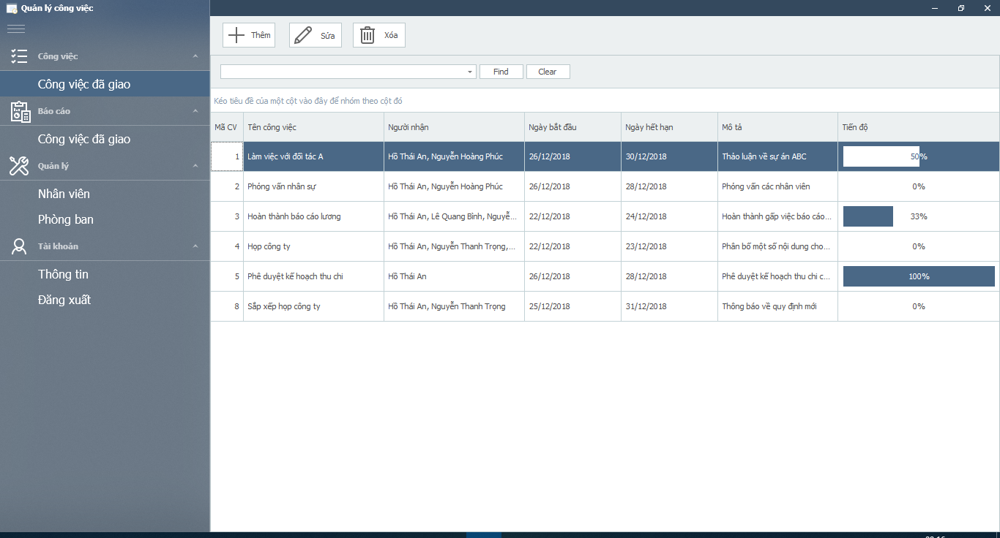 Quản lý công việc
Công việc
Công việc đã giao
Báo cáo
Công việc đã giao
Quản lý
Nhân viên
Phòng ban
Tài khoản
Thông tin
Đăng xuất
Thêm Sửa Xóa
Find Clear
Kéo tiêu đề của một cột vào đây để nhóm theo cột đó
Mã CV Tên công việc Người nhận Ngày bắt đầu Ngày hết hạn Mô tả Tiến độ
1 Làm việc với đối tác A Hồ Thái An, Nguyễn Hoàng Phúc 26/12/2018 30/12/2018 Thảo luận về sự án ABC 50%
2 Phỏng vấn nhân sự Hồ Thái An, Nguyễn Hoàng Phúc 26/12/2018 28/12/2018 Phỏng vấn các nhân viên 0%
3 Hoàn thành báo cáo lương Hồ Thái An, Lê Quang Bình, Nguyễ... 22/12/2018 24/12/2018 Hoàn thành gấp việc báo cáo... 33%
4 Họp công ty Hồ Thái An, Nguyễn Thanh Trọng,... 22/12/2018 23/12/2018 Phân bố một số nội dung cho... 0%
5 Phê duyệt kế hoạch thu chi Hồ Thái An 26/12/2018 28/12/2018 Phê duyệt kế hoạch thu chi c... 100%
8 Sắp xếp họp công ty Hồ Thái An, Nguyễn Thanh Trọng 25/12/2018 31/12/2018 Thông báo về quy định mới 0%